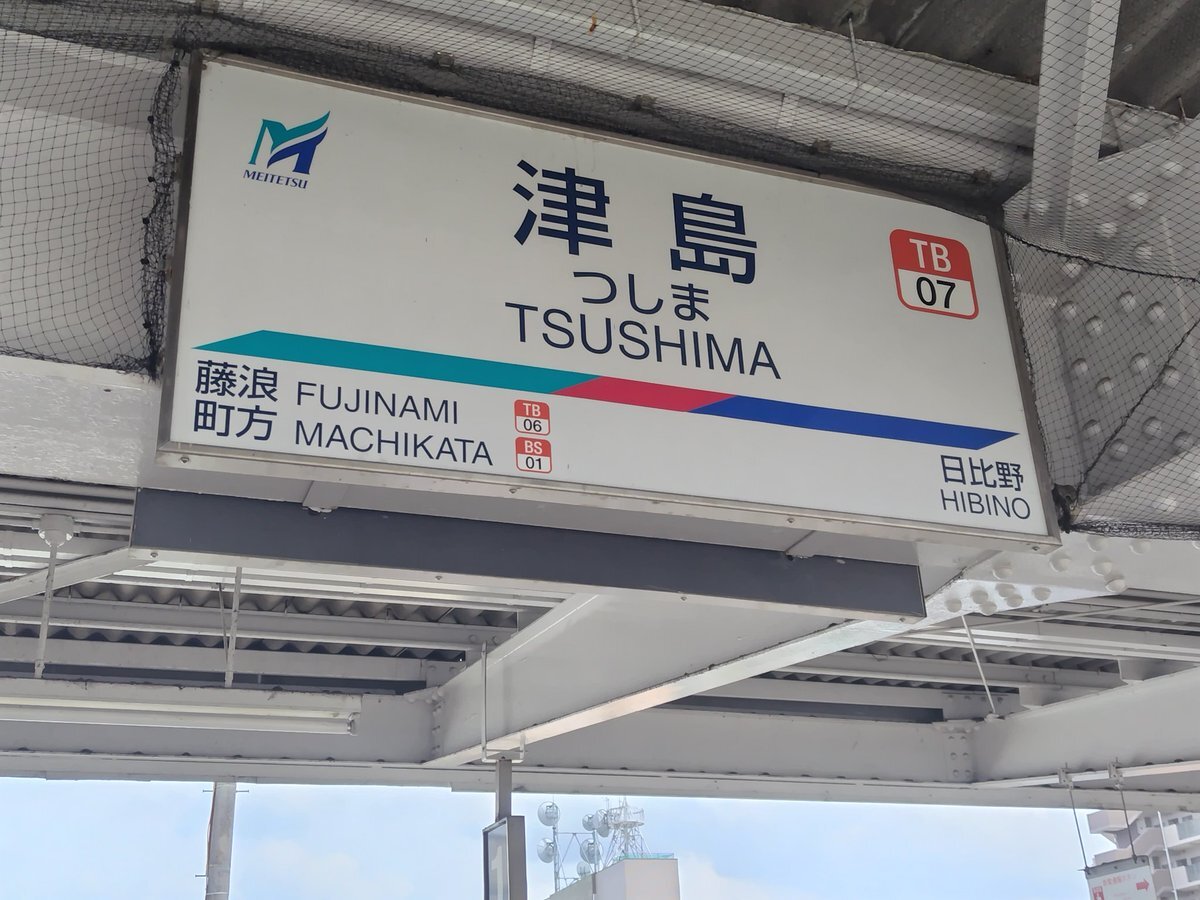 MEITETSU
津島
つしま
TSUSHIMA
TB
07
藤浪 FUJINAMI TB 06
町方 MACHIKATA BS 01
日比野
HIBINO
1